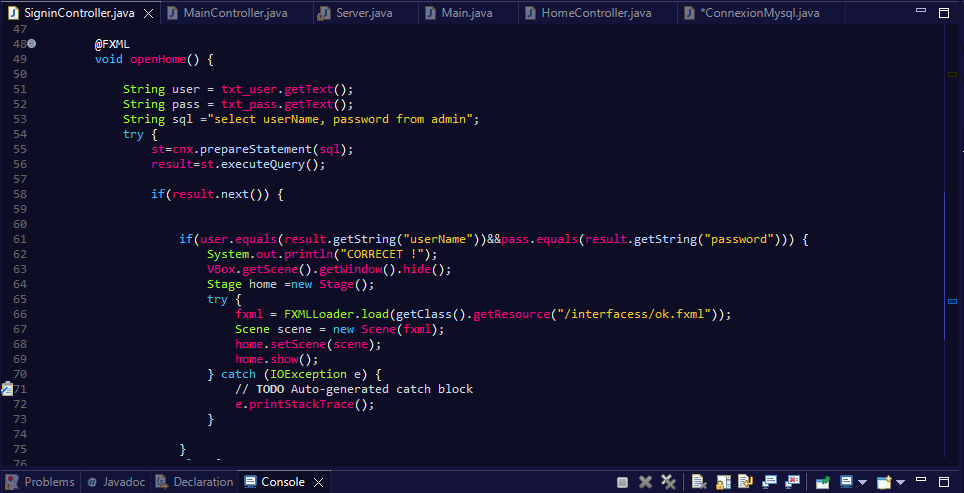 SigninController.java MainController.java Server.java Main.java HomeController.java *ConnexionMysql.java
47
48 @FXML
49 void openHome() {
50
51 String user = txt_user.getText();
52 String pass = txt_pass.getText();
53 String sql ="select userName, password from admin";
54 try {
55 st=cnx.prepareStatement(sql);
56 result=st.executeQuery();
57
58 if(result.next()) {
59
60
61 if(user.equals(result.getString("userName"))&&pass.equals(result.getString("password"))) {
62 System.out.println("CORRECET !");
63 VBox.getScene().getWindow().hide();
64 Stage home =new Stage();
65 try {
66 fxml = FXMLLoader.load(getClass().getResource("/interfacess/ok.fxml"));
67 Scene scene = new Scene(fxml);
68 home.setScene(scene);
69 home.show();
70 } catch (IOException e) {
71 // TODO Auto-generated catch block
72 e.printStackTrace();
73 }
74
75 }
76
Problems Javadoc Declaration Console